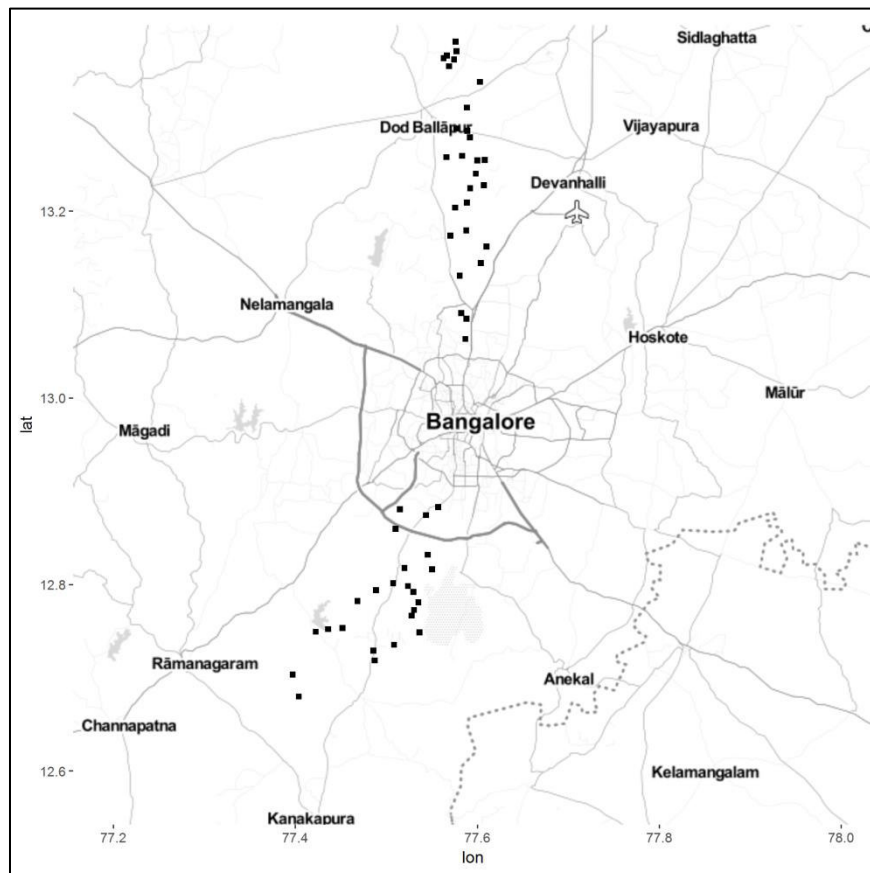 Sidlaghatta
Dod Ballāpur
Vijayapura
Devanhalli
13.2
Nelamangala
Hoskote
13.0
Mālūr
lat
Bangalore
Māgadi
12.8
Rāmanagaram
Anekal
Channapatna
12.6
Kelamangalam
Kanakapura
77.2
77.4
77.6
77.8
78.0
lon